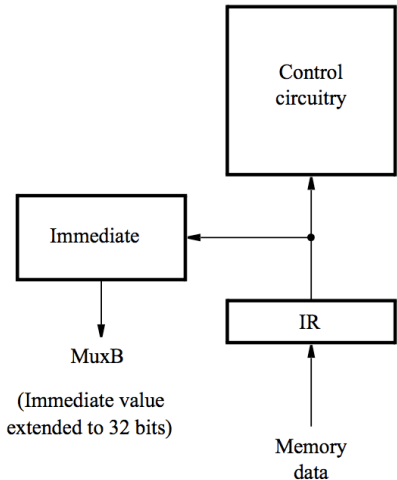 Control
circuitry
Immediate
IR
MuxB
(Immediate value
extended to 32 bits)
Memory
data